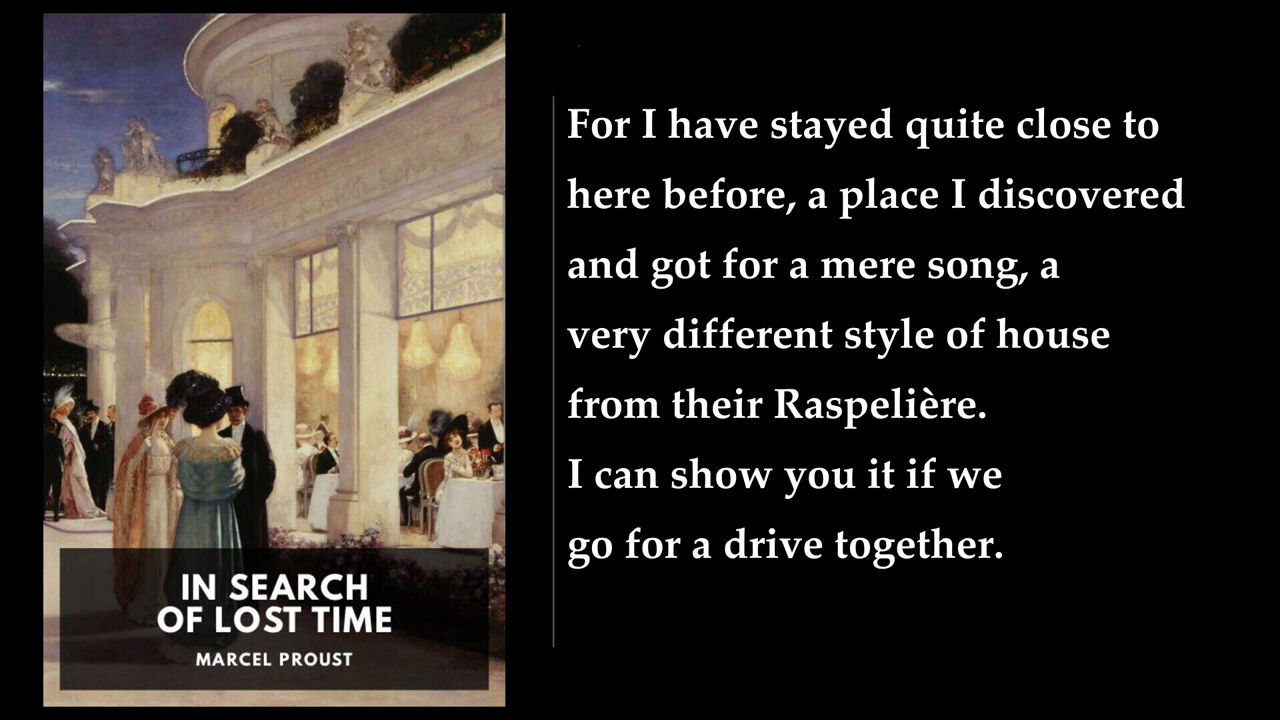 For I have stayed quite close to
here before, a place I discovered
and got for a mere song, a
very different style of house
from their Raspelière.
I can show you it if we
go for a drive together.
IN SEARCH
OF LOST TIME
MARCEL PROUST